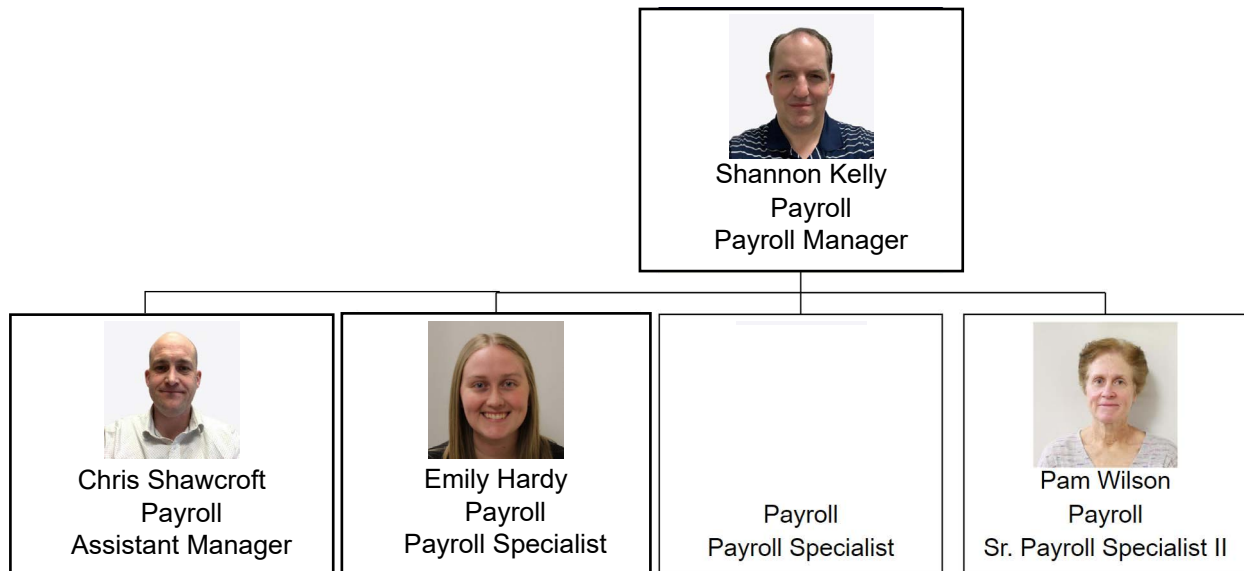 Shannon Kelly
Payroll
Payroll Manager
Chris Shawcroft
Payroll
Assistant Manager
Emily Hardy
Payroll
Payroll Specialist
Payroll
Payroll Specialist
Pam Wilson
Payroll
Sr. Payroll Specialist II